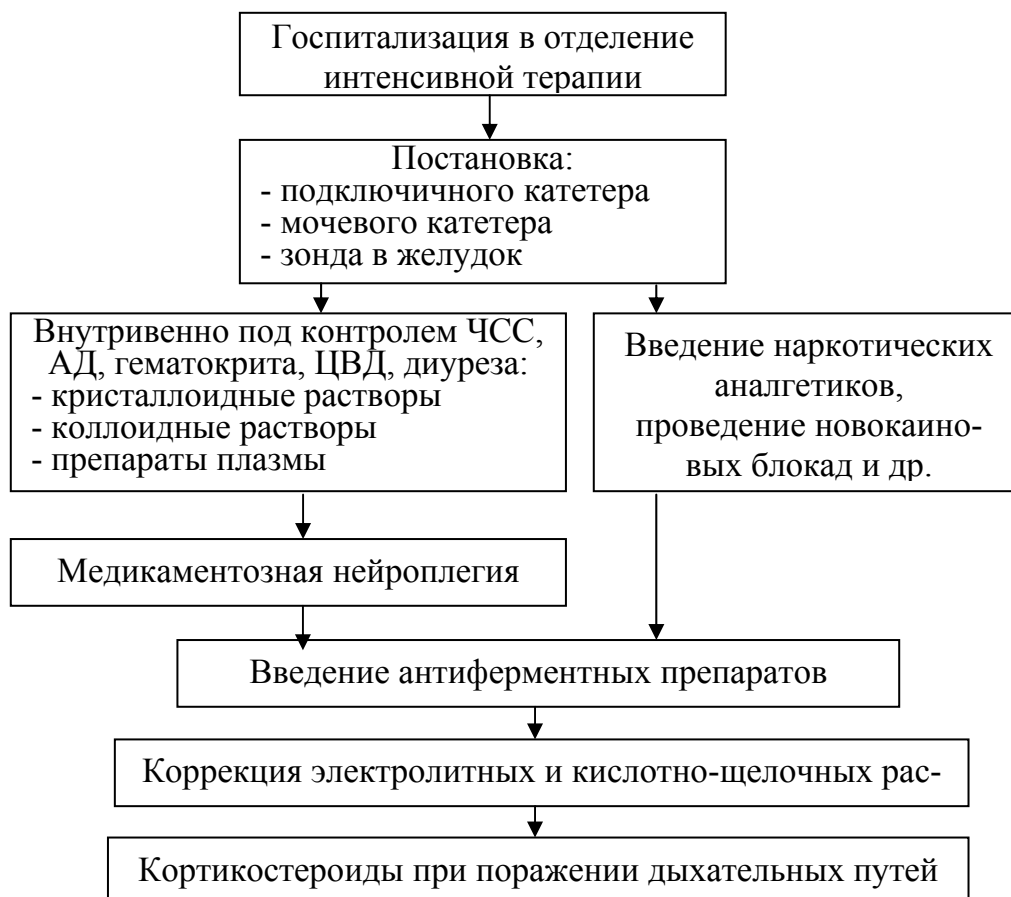 Госпитализация в отделение
интенсивной терапии
Постановка:
- подключичного катетера
- мочевого катетера
- зонда в желудок
Внутривенно под контролем ЧСС,
АД, гематокрита, ЦВД, диуреза:
- кристаллоидные растворы
- коллоидные растворы
- препараты плазмы
Введение наркотических
аналгетиков,
проведение новокаино-
вых блокад и др.
Медикаментозная нейроплегия
Введение антиферментных препаратов
Коррекция электролитных и кислотно-щелочных рас-
Кортикостероиды при поражении дыхательных путей